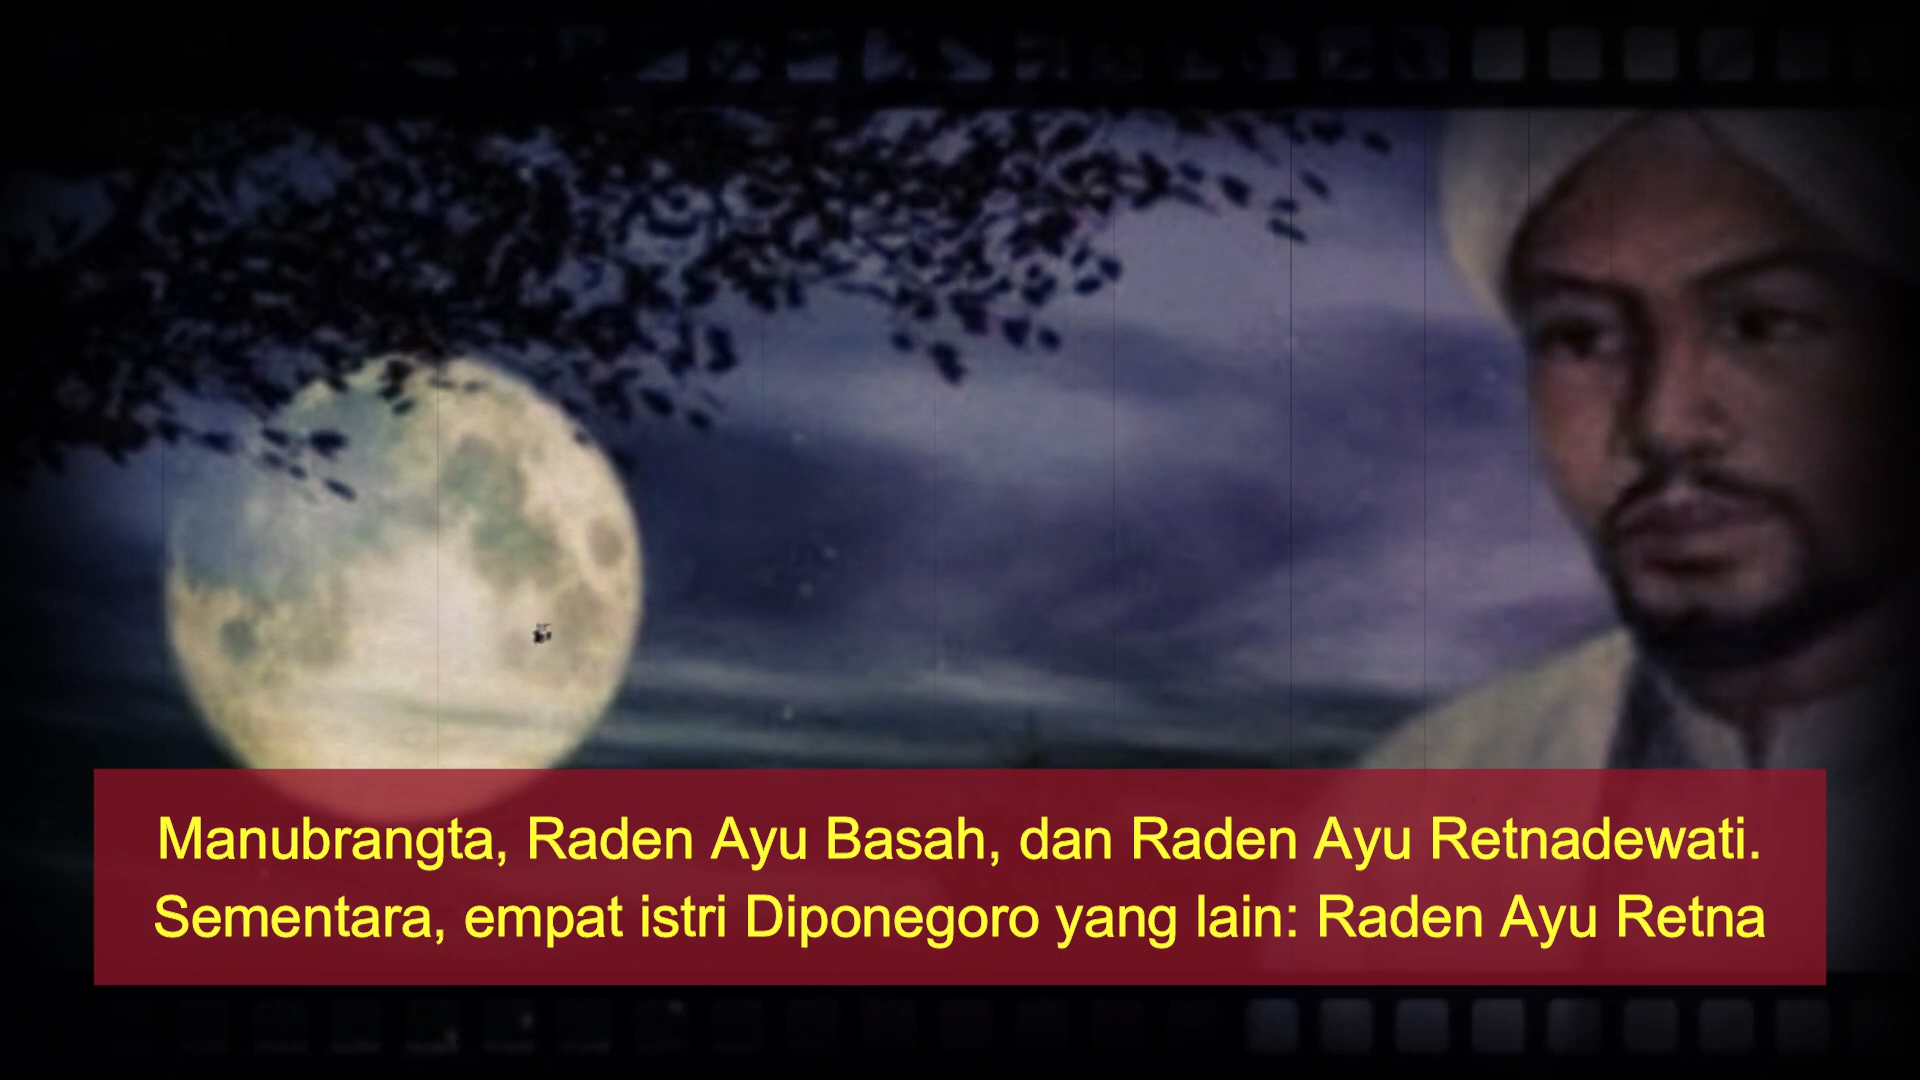 Manubrangta, Raden Ayu Basah, dan Raden Ayu Retnadewati.
Sementara, empat istri Diponegoro yang lain: Raden Ayu Retna